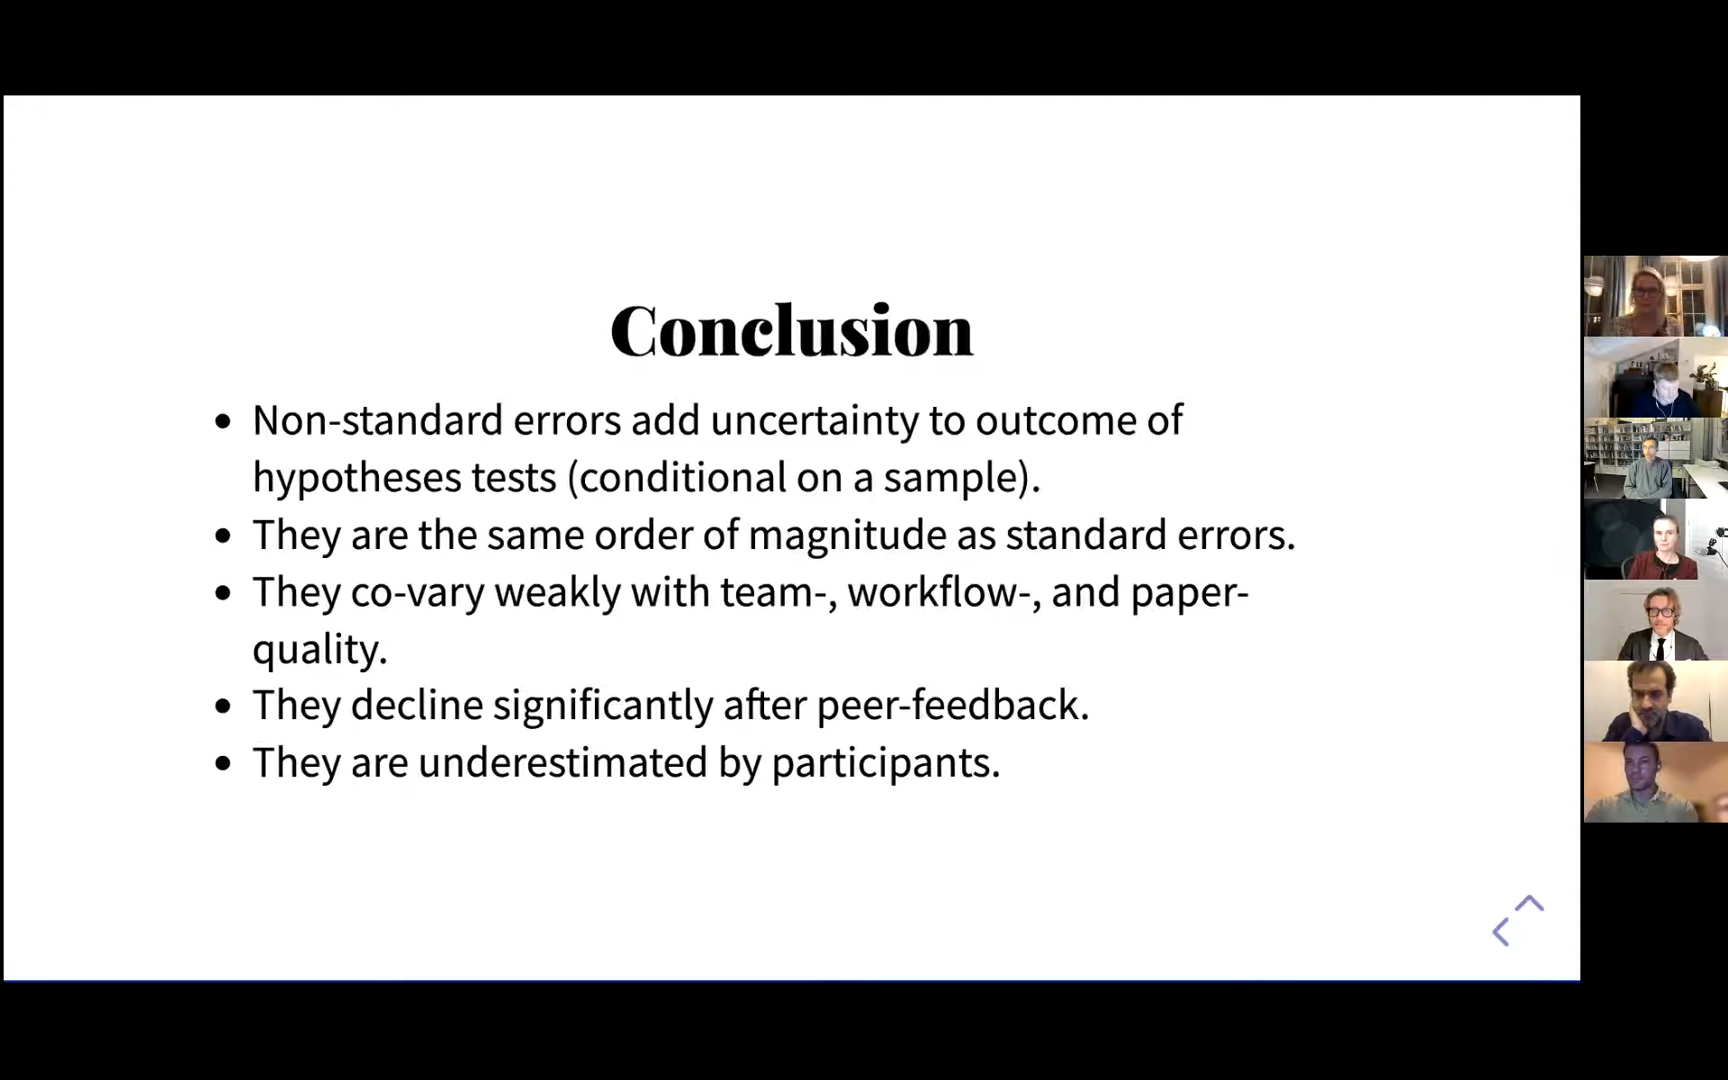 Conclusion
• Non-standard errors add uncertainty to outcome of
hypotheses tests (conditional on a sample).
• They are the same order of magnitude as standard errors.
• They co-vary weakly with team-, workflow-, and paper-
quality.
• They decline significantly after peer-feedback.
• They are underestimated by participants.